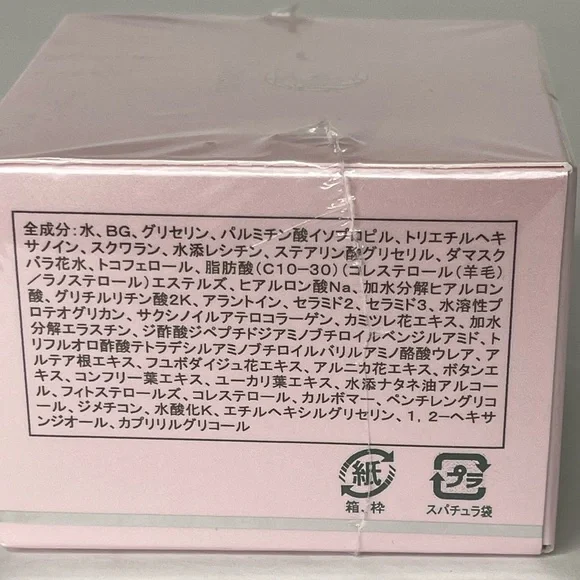 全成分：水、BG、グリセリン、パルミチン酸イソプロピル、トリエチルヘキ
サノイン、スクワラン、水添レシチン、ステアリン酸グリセリル、ダマスク
バラ花水、トコフェロール、脂肪酸（C10-30）（コレステロール（羊毛）
／ラノステロール）エステルズ、ヒアルロン酸Na、加水分解ヒアルロン
酸、グリチルリチン酸2K、アラントイン、セラミド2、セラミド3、水溶性プ
ロテオグリカン、サクシノイルアテロコラーゲン、カミツレ花エキス、加水
分解エラスチン、ジ酢酸ジペプチドジアミノブチロイルベンジルアミド、ト
リフルオロ酢酸テトラデシルアミノブチロイルバリルアミノ酪酸ウレア、ア
ルテア根エキス、フユボダイジュ花エキス、アルニカ花エキス、ボタンエ
キス、コンフリー葉エキス、ユーカリ葉エキス、水添ナタネ油アルコー
ル、フィトステロールズ、コレステロール、カルボマー、ペンチレングリコ
ール、ジメチコン、水酸化K、エチルヘキシルグリセリン、1，2-ヘキサ
ンジオール、カプリリルグリコール
紙
箱、枠
プラ
スパチュラ袋